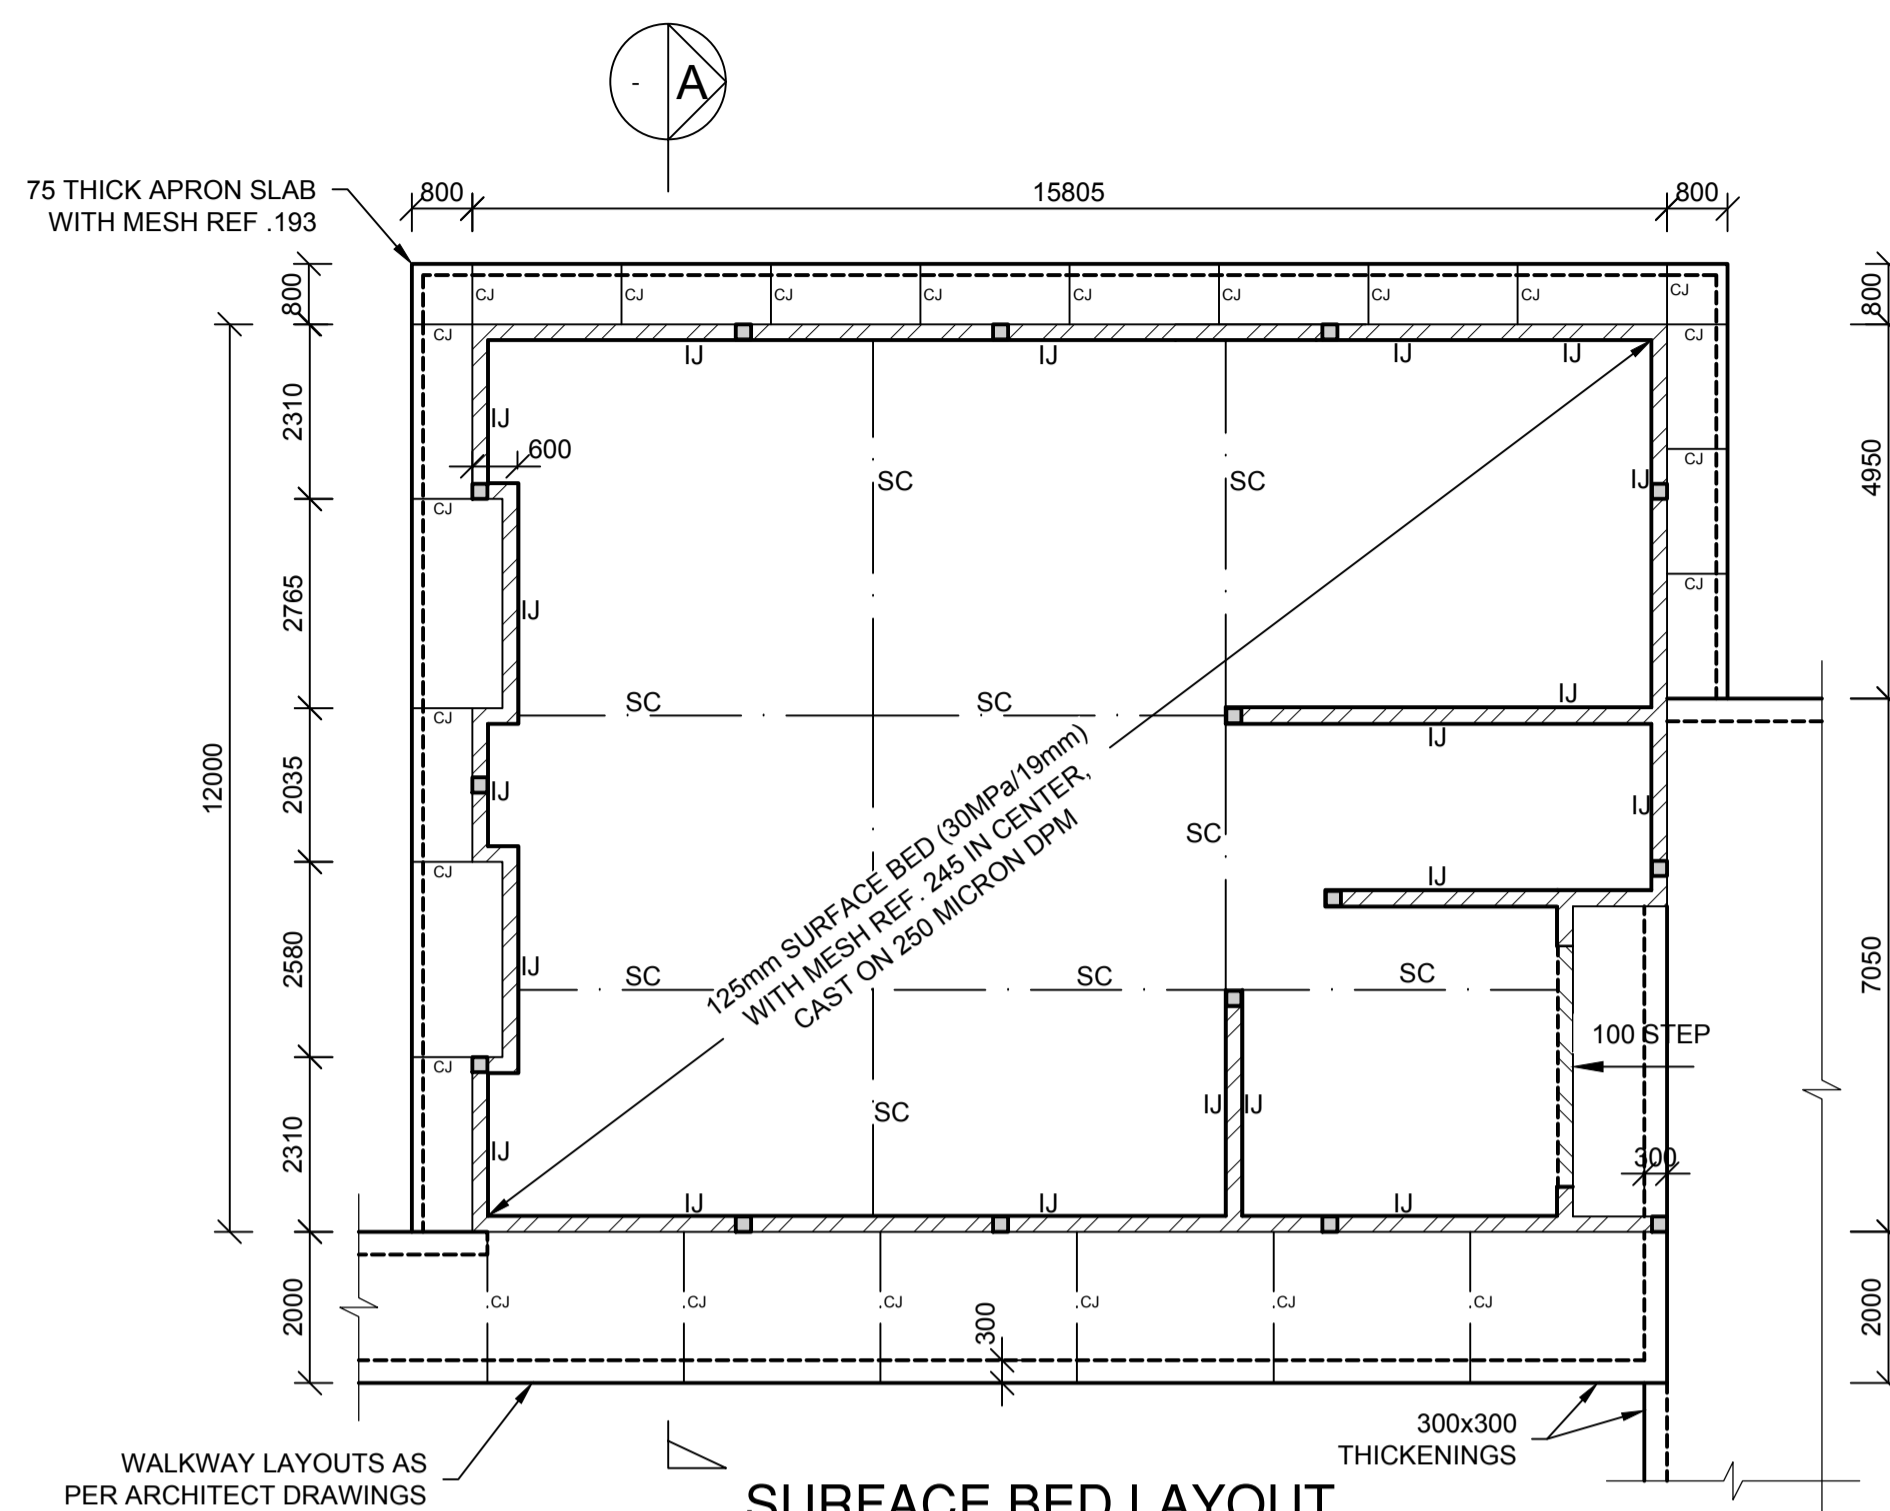 -
A
75 THICK APRON SLAB
WITH MESH REF .193
800
15805
800
800
800
CJ
CJ
CJ
CJ
CJ
CJ
CJ
CJ
CJ
CJ
CJ
IJ
IJ
IJ
IJ
2310
IJ
600
SC
SC
IJ
CJ
4950
CJ
2765
IJ
CJ
SC
SC
IJ
CJ
IJ
12000
2035
IJ
SC
IJ
125mm SURFACE BED (30MPa/19mm)
WITH MESH REF. 245 IN CENTER,
CAST ON 250 MICRON DPM
CJ
IJ
2580
IJ
SC
SC
SC
7050
100 STEP
CJ
SC
IJ
IJ
2310
IJ
300
IJ
IJ
IJ
2000
.CJ
.CJ
.CJ
.CJ
.CJ
.CJ
300
2000
300x300
THICKENINGS
WALKWAY LAYOUTS AS
PER ARCHITECT DRAWINGS
SURFACE BED LAYOUT